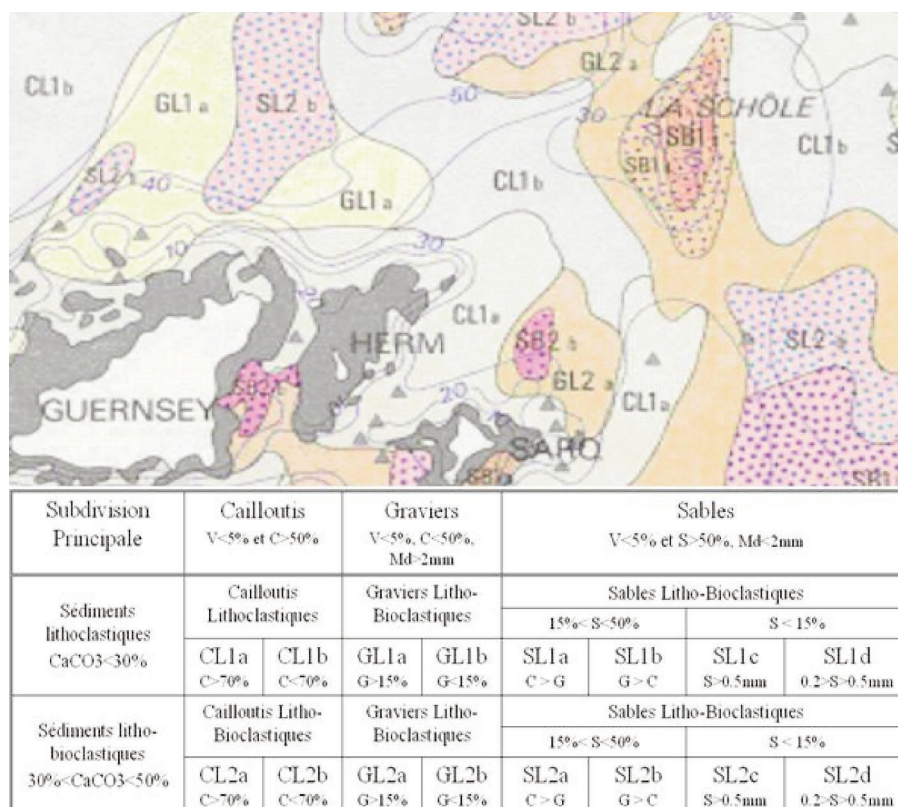 SL2 b
CL1 b
GL2 a
GL1 a
SL2 b
50
30
LA SCHÔLE
SB1
CL1 b
SB1
SL2
40
CL1 b
GL1 a
30
10
CL1 a
HERM
SB2 b
SL2
GL2 a
SB2
CL1 a
GUERNSEY
20
SARQ
SB1
Subdivision
Principale
Cailloutis
V<5% et C>50%
Graviers
V<5%, C<50%,
Md>2mm
Sables
V<5% et S>50%, Md<2mm
Sédiments
lithoclastiques
CaCO3<30%
Cailloutis
Lithoclastiques
Graviers Litho-
Bioclastiques
Sables Litho-Bioclastiques
15%< S<50%
S < 15%
CL1a
C>70%
CL1b
C<70%
GL1a
G>15%
GL1b
G<15%
SL1a
C > G
SL1b
G > C
SL1c
S>0.5mm
SL1d
0.2>S>0.5mm
Sédiments litho-
bioclastiques
30%<CaCO3<50%
Cailloutis Litho-
Bioclastiques
Graviers Litho-
Bioclastiques
Sables Litho-Bioclastiques
15%< S<50%
S < 15%
CL2a
C>70%
CL2b
C<70%
GL2a
G>15%
GL2b
G<15%
SL2a
C > G
SL2b
G > C
SL2c
S>0.5mm
SL2d
0.2>S>0.5mm